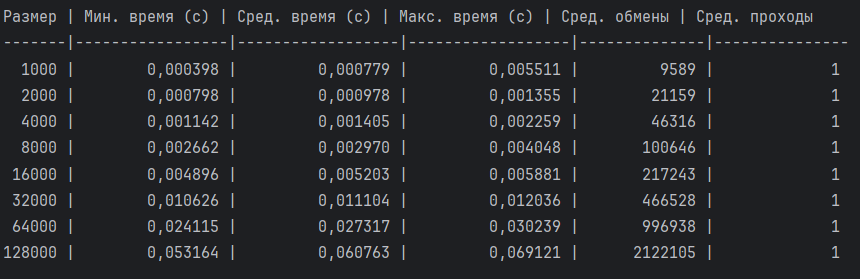 Размер | Мин. время (с) | Сред. время (с) | Макс. время (с) | Сред. обмены | Сред. проходы
-------|----------------|-----------------|-----------------|--------------|--------------
1000 | 0,000398 | 0,000779 | 0,005511 | 9589 | 1
2000 | 0,000798 | 0,000978 | 0,001355 | 21159 | 1
4000 | 0,001142 | 0,001405 | 0,002259 | 46316 | 1
8000 | 0,002662 | 0,002970 | 0,004048 | 100646 | 1
16000 | 0,004896 | 0,005203 | 0,005881 | 217243 | 1
32000 | 0,010626 | 0,011104 | 0,012036 | 466528 | 1
64000 | 0,024115 | 0,027317 | 0,030239 | 996938 | 1
128000 | 0,053164 | 0,060763 | 0,069121 | 2122105 | 1